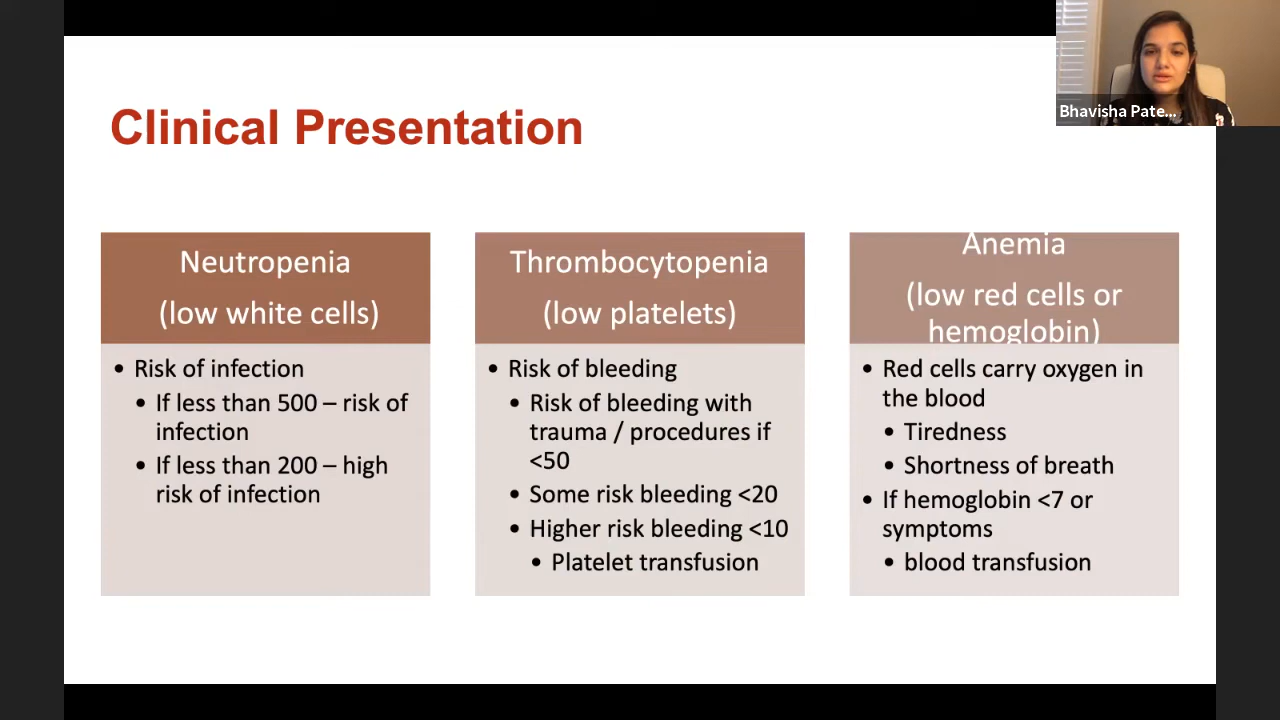 Clinical Presentation
Bhavisha Pate...
Neutropenia
(low white cells)
• Risk of infection
• If less than 500 – risk of
infection
• If less than 200 – high
risk of infection
Thrombocytopenia
(low platelets)
• Risk of bleeding
• Risk of bleeding with
trauma / procedures if
<50
• Some risk bleeding <20
• Higher risk bleeding <10
• Platelet transfusion
Anemia
(low red cells or
hemoglobin)
• Red cells carry oxygen in
the blood
• Tiredness
• Shortness of breath
• If hemoglobin <7 or
symptoms
• blood transfusion